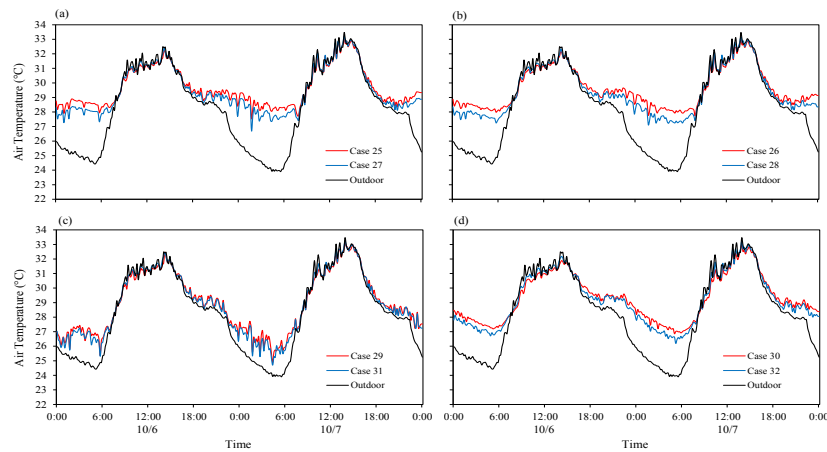 (a)
34
33
32
31
30
29
28
27
26
25
24
23
22
Air Temperature (°C)
Case 25
Case 27
Outdoor
(b)
Case 26
Case 28
Outdoor
(c)
34
33
32
31
30
29
28
27
26
25
24
23
22
Air Temperature (°C)
Case 29
Case 31
Outdoor
0:00 6:00 12:00 18:00 0:00 6:00 12:00 18:00 0:00
10/6 10/7
Time
(d)
Case 30
Case 32
Outdoor
0:00 6:00 12:00 18:00 0:00 6:00 12:00 18:00 0:00
10/6 10/7
Time